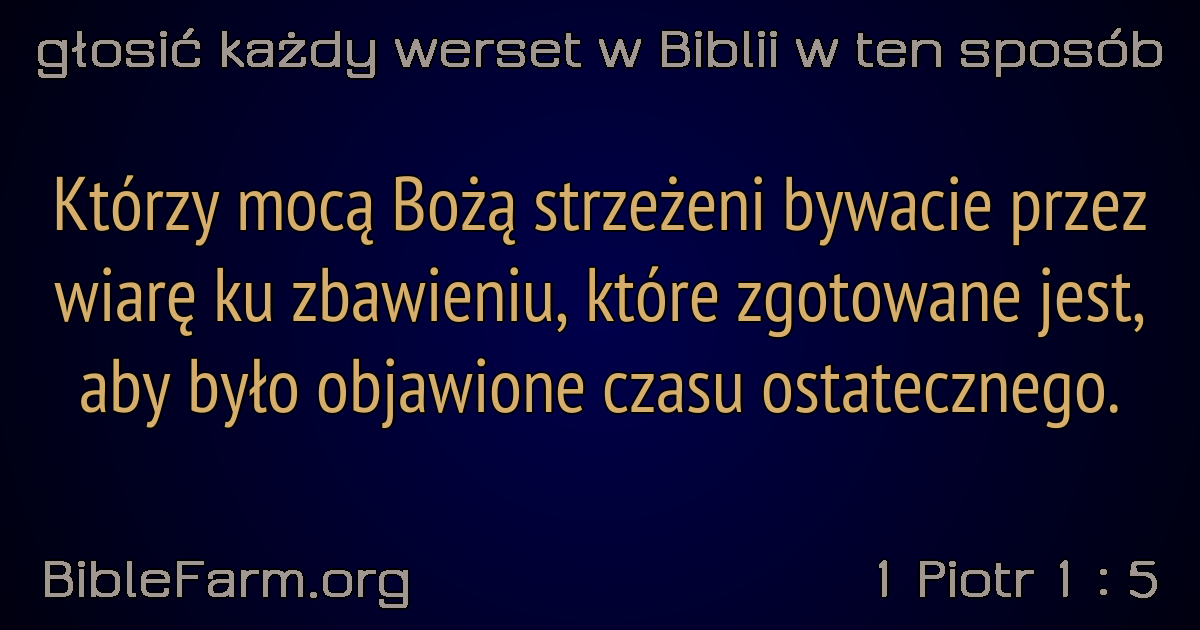 głosić każdy werset w Biblii w ten sposób
Którzy mocą Bożą strzeżeni bywacie przez
wiarę ku zbawieniu, które zgotowane jest,
aby było objawione czasu ostatecznego.
BibleFarm.org
1 Piotr 1 : 5